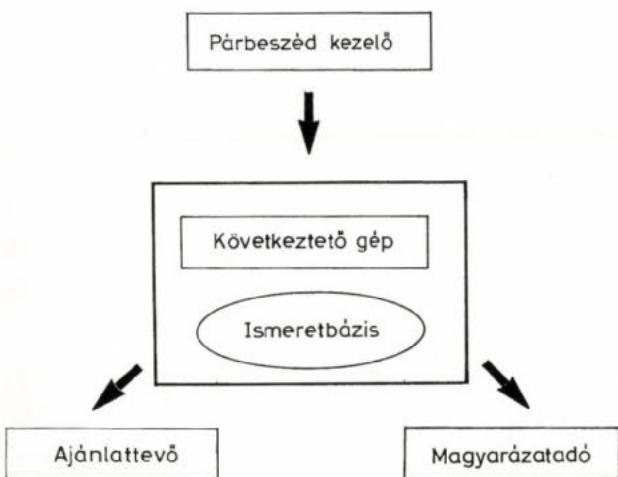 Párbeszéd kezelő
Következtető gép
Ismeretbázis
Ajánlattevő
Magyarázatadó